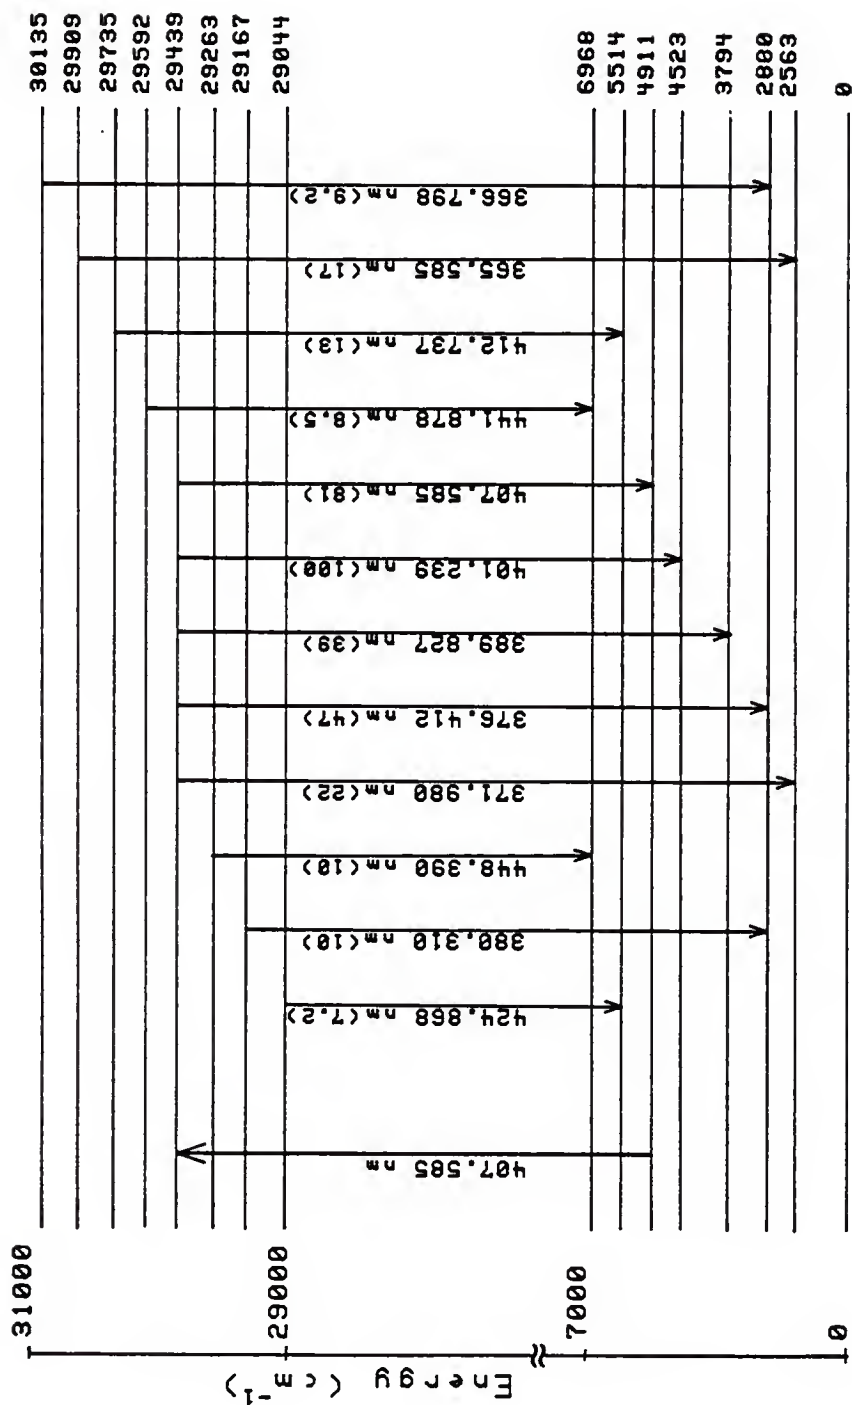 30135
29909
29735
29592
29439
29263
29167
29044
6968
5514
4911
4523
3794
2880
2563
0
366.798 nm(9.2)
365.585 nm(17)
412.737 nm(13)
441.878 nm(8.5)
407.585 nm(81)
401.239 nm(100)
389.827 nm(39)
376.412 nm(47)
371.980 nm(22)
448.390 nm(10)
380.310 nm(10)
424.868 nm(7.2)
407.585 nm
31000
29000
7000
0
Energy (cm⁻¹)